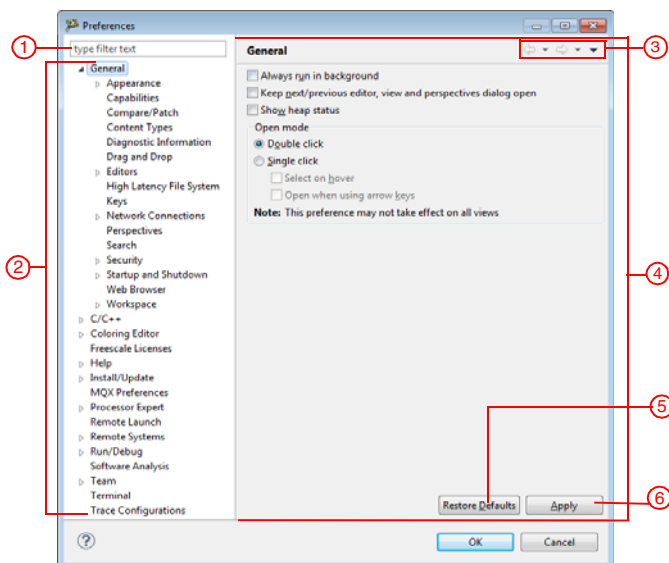 Preferences
1
type filter text
General
3
General
Appearance
Capabilities
Compare/Patch
Content Types
Diagnostic Information
Drag and Drop
Editors
High Latency File System
Keys
Network Connections
Perspectives
Search
Security
Startup and Shutdown
Web Browser
Workspace
C/C++
Coloring Editor
Freescale Licenses
Help
Install/Update
MQX Preferences
Processor Expert
Remote Launch
Remote Systems
Run/Debug
Software Analysis
Team
Terminal
Trace Configurations
2
Always run in background
Keep next/previous editor, view and perspectives dialog open
Show heap status
Open mode
Double click
Single click
Select on hover
Open when using arrow keys
Note: This preference may not take effect on all views
4
5
Restore Defaults
Apply
6
?
OK
Cancel